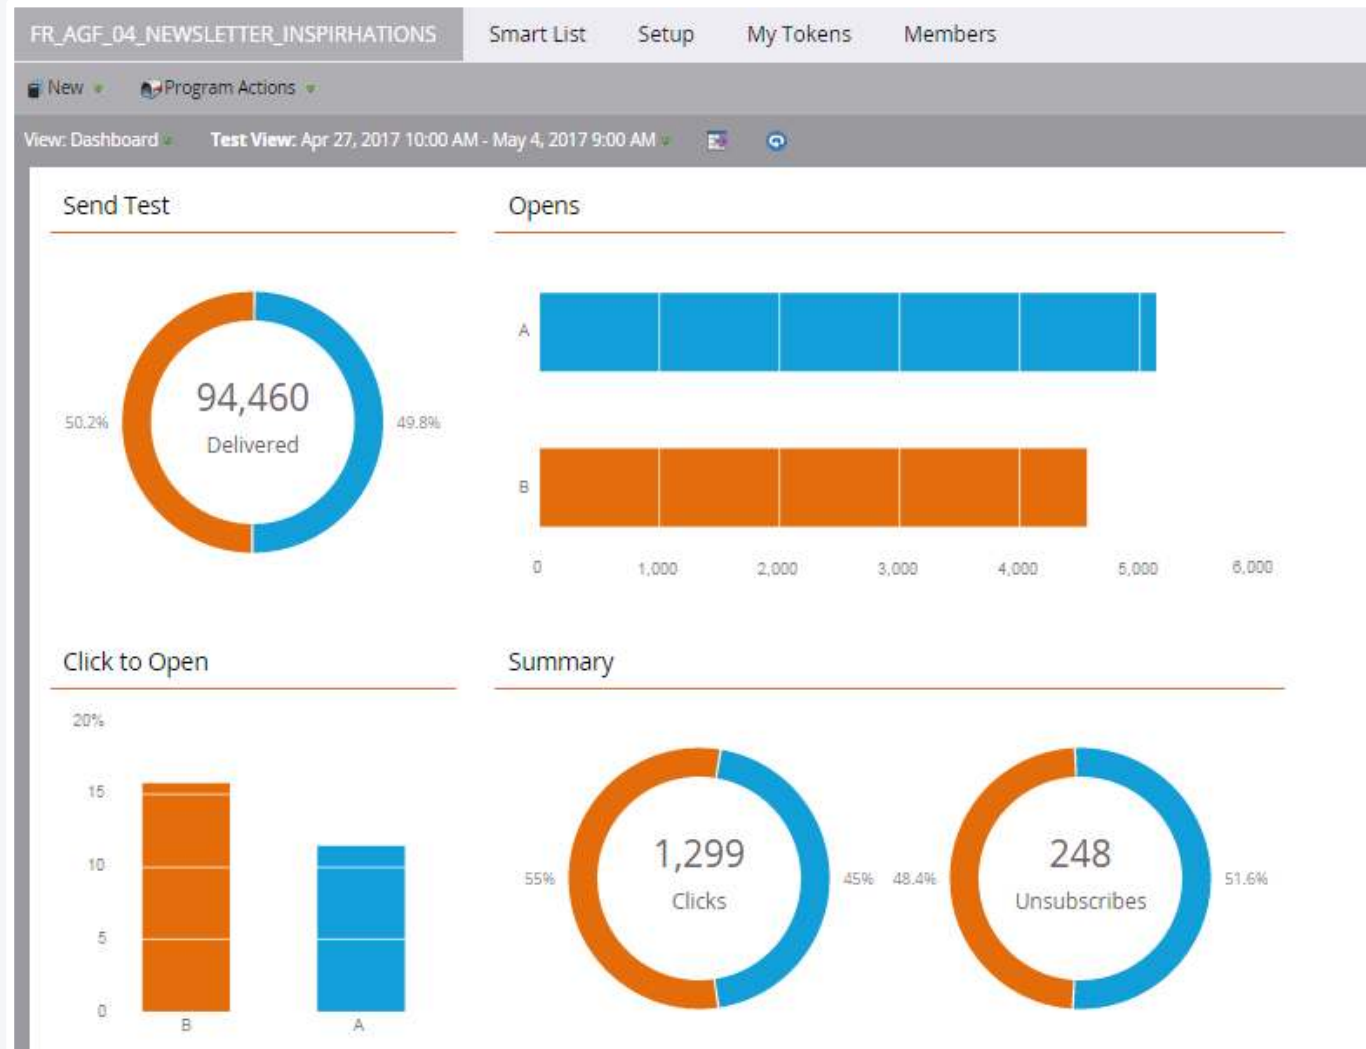 FR_AGF_04_NEWSLETTER_INSPIRHATIONS Smart List Setup My Tokens Members
New Program Actions
View: Dashboard Test View: Apr 27, 2017 10:00 AM - May 4, 2017 9:00 AM
Send Test Opens
94,460
Delivered
50.2% 49.8%
A
B
0 1,000 2,000 3,000 4,000 5,000 6,000
Click to Open Summary
20%
15
10
5
0
B A
1,299
Clicks
55% 45%
248
Unsubscribes
48.4% 51.6%